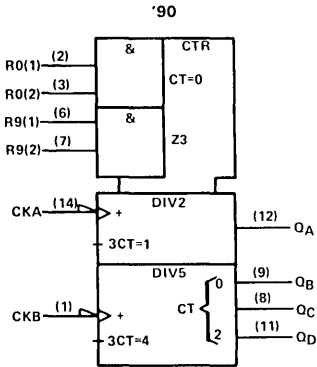 '90
& CTR
(2)
R0(1)
CT=0
(3)
R0(2)
(6) &
R9(1)
(7)
R9(2) Z3
DIV2
(14)
CKA +
(12)
QA
3CT=1
DIV5
(9)
0 QB
(1)
CKB +
CT
(8)
QC
3CT=4
(11)
2 QD